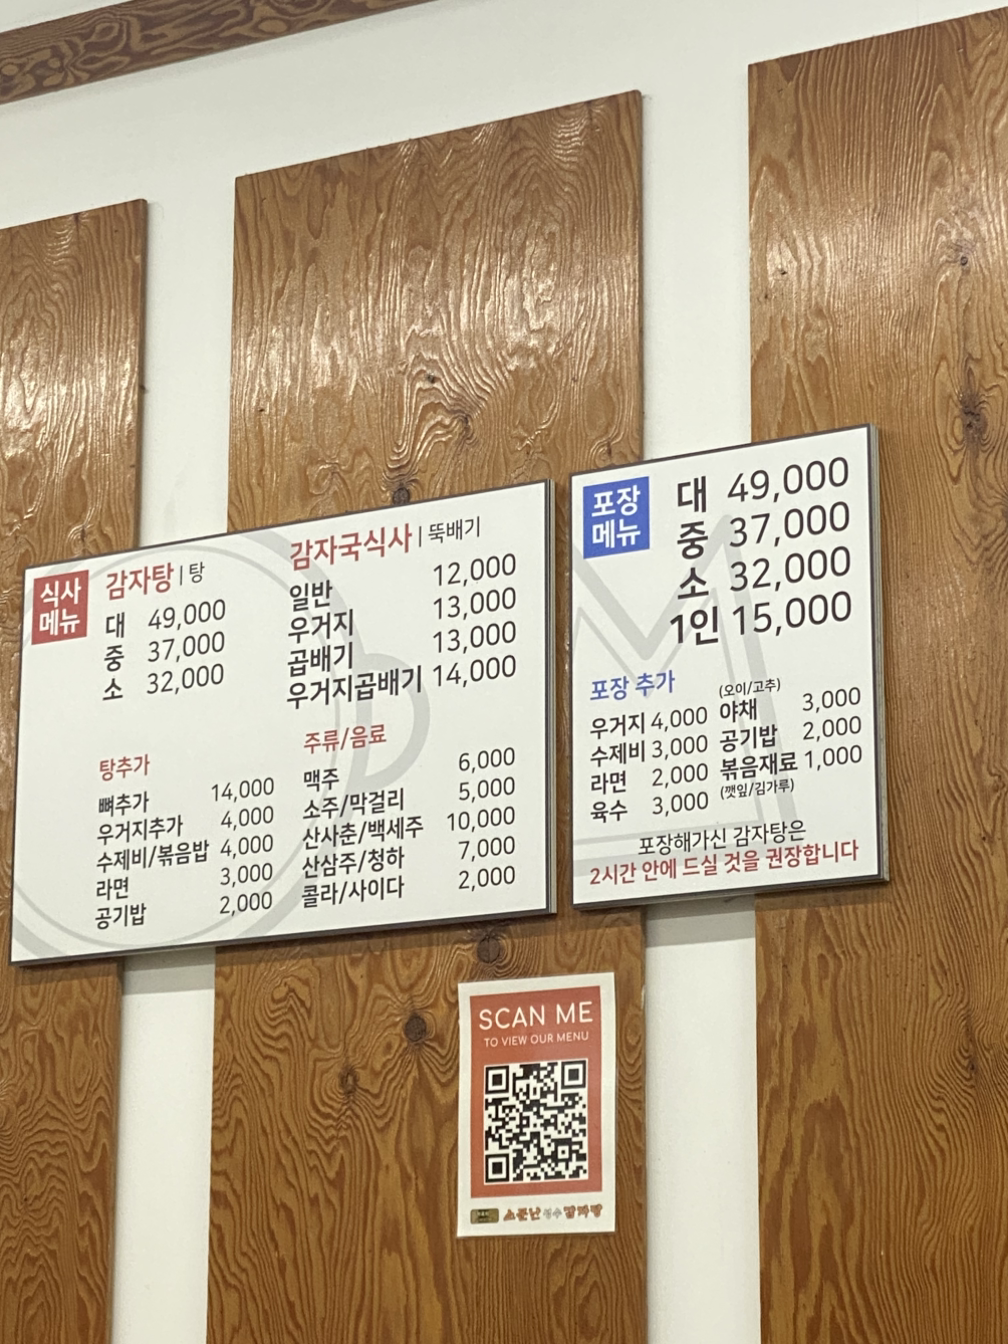 식사
메뉴
감자탕 | 탕
대 49,000
중 37,000
소 32,000
감자국식사 | 뚝배기
일반 12,000
우거지 13,000
곱배기 13,000
우거지곱배기 14,000
탕추가
뼈추가 14,000
우거지추가 4,000
수제비/볶음밥 4,000
라면 3,000
공기밥 2,000
주류/음료
맥주 6,000
소주/막걸리 5,000
산사춘/백세주 10,000
산삼주/청하 7,000
콜라/사이다 2,000
포장
메뉴
대 49,000
중 37,000
소 32,000
1인 15,000
포장 추가
우거지 4,000
수제비 3,000
라면 2,000
육수 3,000
(오이/고추)
야채 3,000
공기밥 2,000
볶음재료 1,000
(깻잎/김가루)
포장해가신 감자탕은
2시간 안에 드실 것을 권장합니다
SCAN ME
TO VIEW OUR MENU
소문난 성수 감자탕